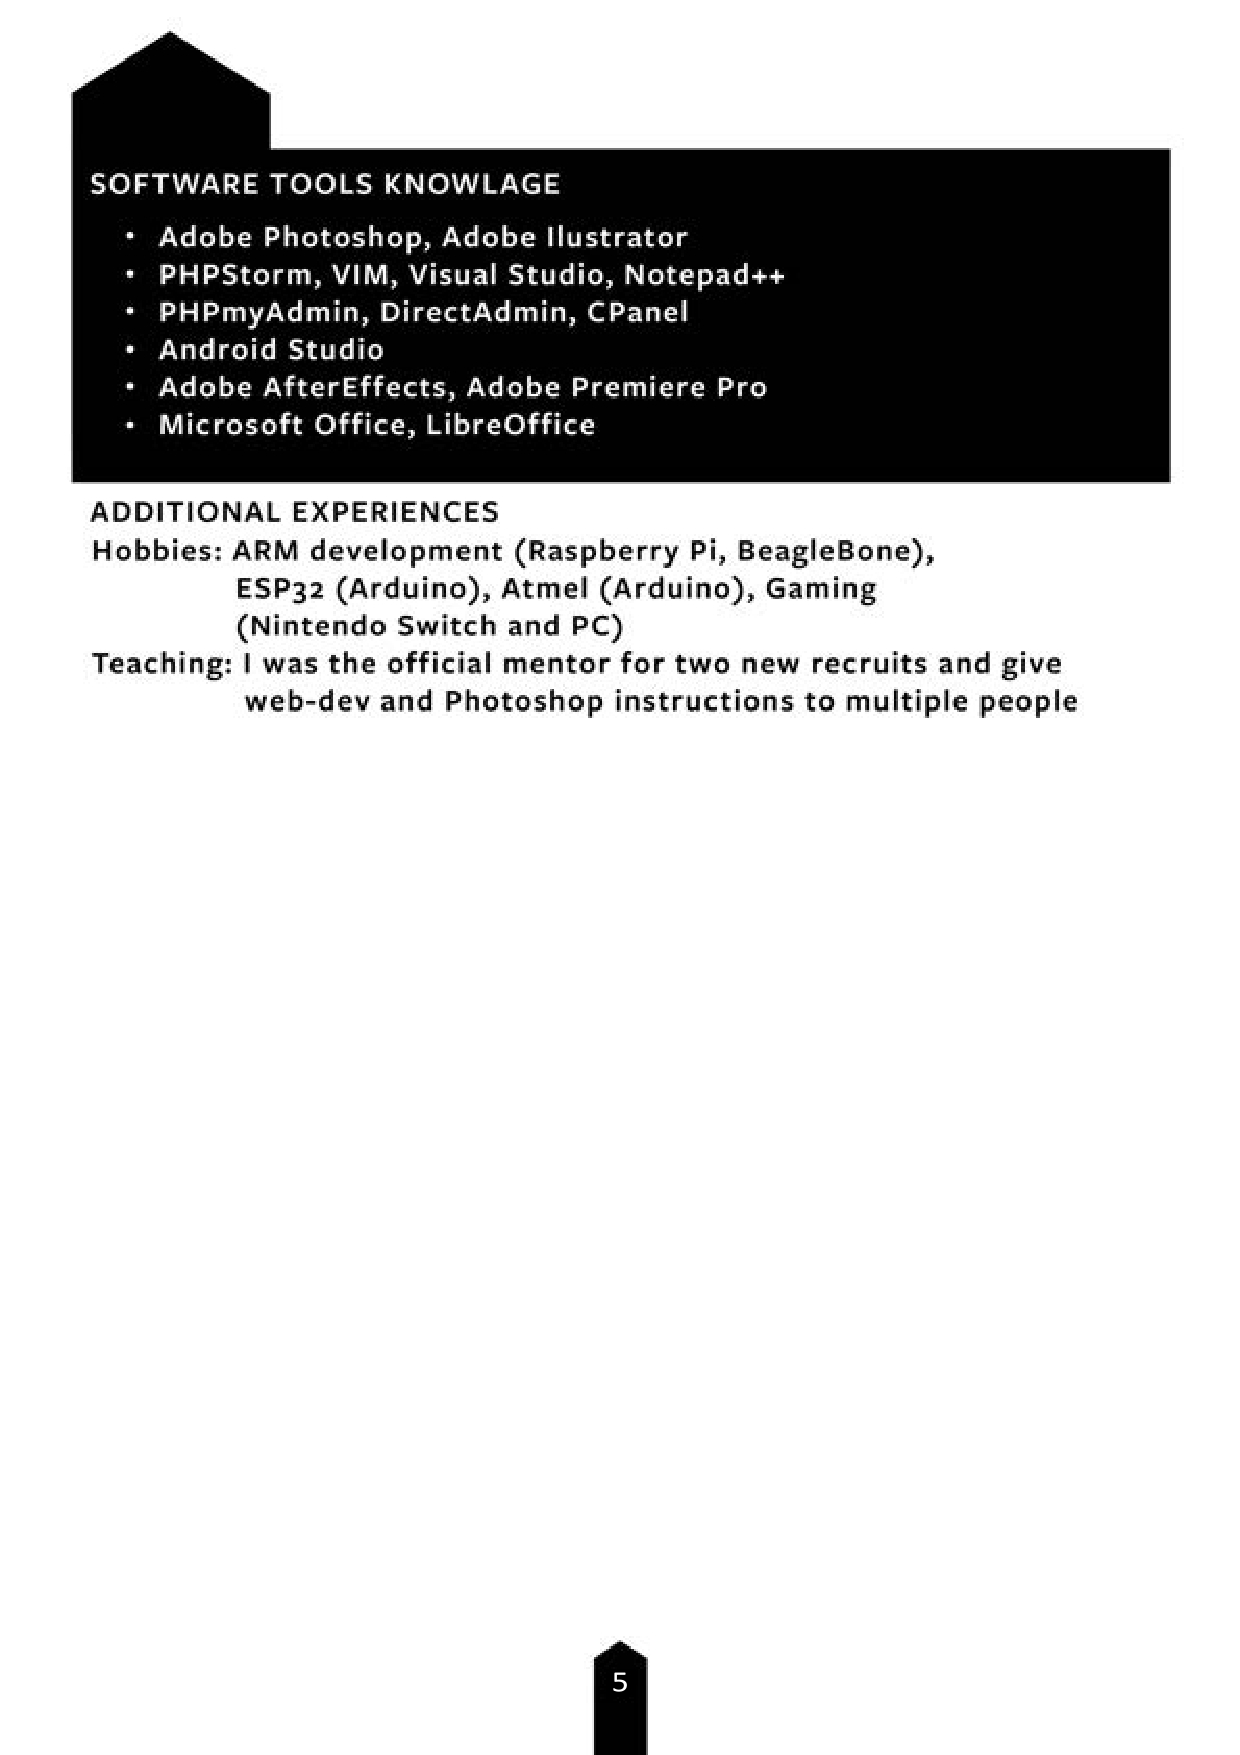 SOFTWARE TOOLS KNOWLAGE
• Adobe Photoshop, Adobe Ilustrator
• PHPStorm, VIM, Visual Studio, Notepad++
• PHPmyAdmin, DirectAdmin, CPanel
• Android Studio
• Adobe AfterEffects, Adobe Premiere Pro
• Microsoft Office, LibreOffice
ADDITIONAL EXPERIENCES
Hobbies: ARM development (Raspberry Pi, BeagleBone),
ESP32 (Arduino), Atmel (Arduino), Gaming
(Nintendo Switch and PC)
Teaching: I was the official mentor for two new recruits and give
web-dev and Photoshop instructions to multiple people
5